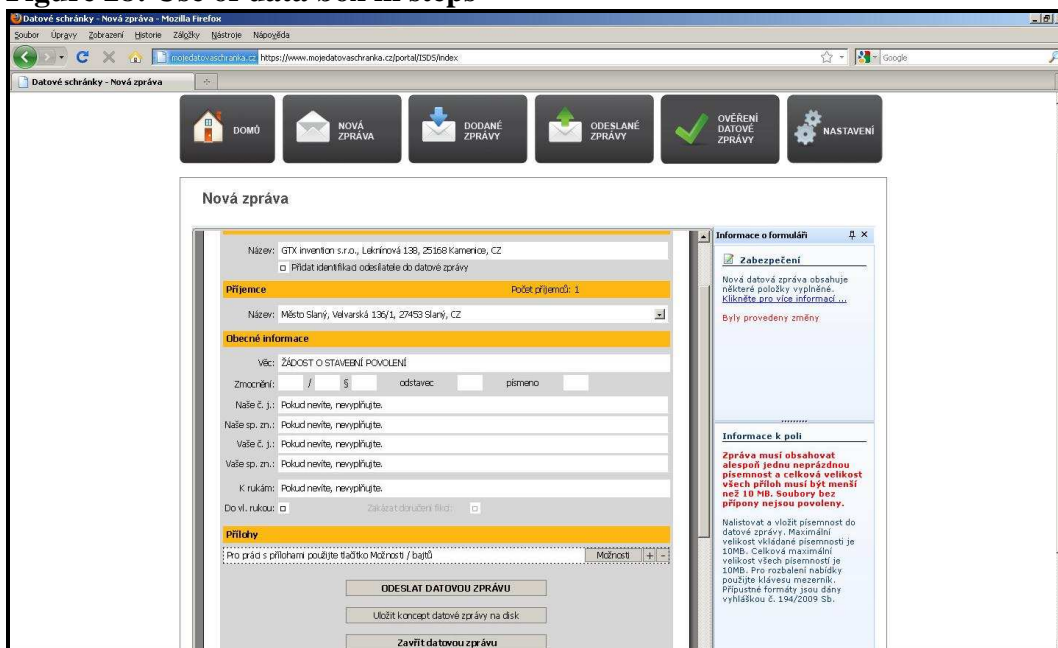 Figure 28: Use of data box in steps
Datové schránky - Nová zpráva - Mozilla Firefox
Soubor Úpravy Zobrazení Historie Záložky Nástroje Nápověda
mojedatovaschranka.cz https://www.mojedatovaschranka.cz/portal/ISDS/index
Google
Datové schránky - Nová zpráva
DOMŮ
NOVÁ ZPRÁVA
DODANÉ ZPRÁVY
ODESLANÉ ZPRÁVY
OVĚŘENÍ DATOVÉ ZPRÁVY
NASTAVENÍ
Nová zpráva
Název: GTX invention s.r.o., Leknínová 138, 25168 Kamenice, CZ
Přidat identifikaci odesílatele do datové zprávy
Příjemce Počet příjemců: 1
Název: Město Slaný, Velvarská 136/1, 27453 Slaný, CZ
Obecné informace
Věc: ŽÁDOST O STAVEBNÍ POVOLENÍ
Zmocnění: / § odstavec písmeno
Naše č. j.: Pokud nevíte, nevyplňujte.
Naše sp. zn.: Pokud nevíte, nevyplňujte.
Vaše č. j.: Pokud nevíte, nevyplňujte.
Vaše sp. zn.: Pokud nevíte, nevyplňujte.
K rukám: Pokud nevíte, nevyplňujte.
Do vl. rukou: Zakázat doručení fikcí:
Přílohy
Pro práci s přílohami použijte tlačítko Možnosti / bajtů Možnosti + -
ODESLAT DATOVOU ZPRÁVU
Uložit koncept datové zprávy na disk
Zavřít datovou zprávu
Informace o formuláři
Zabezpečení
Nová datová zpráva obsahuje
některé položky vyplněné.
Klikněte pro více informací ...
Byly provedeny změny
Informace k poli
Zpráva musí obsahovat
alespoň jednu neprázdnou
písemnost a celková velikost
všech příloh musí být menší
než 10 MB. Soubory bez
přípony nejsou povoleny.
Nalistovat a vložit písemnost do
datové zprávy. Maximální
velikost vkládané písemnosti je
10MB. Celková maximální
velikost všech písemností je
10MB. Pro rozbalení nabídky
použijte klávesu mezerník.
Přípustné formáty jsou dány
vyhláškou č. 194/2009 Sb.